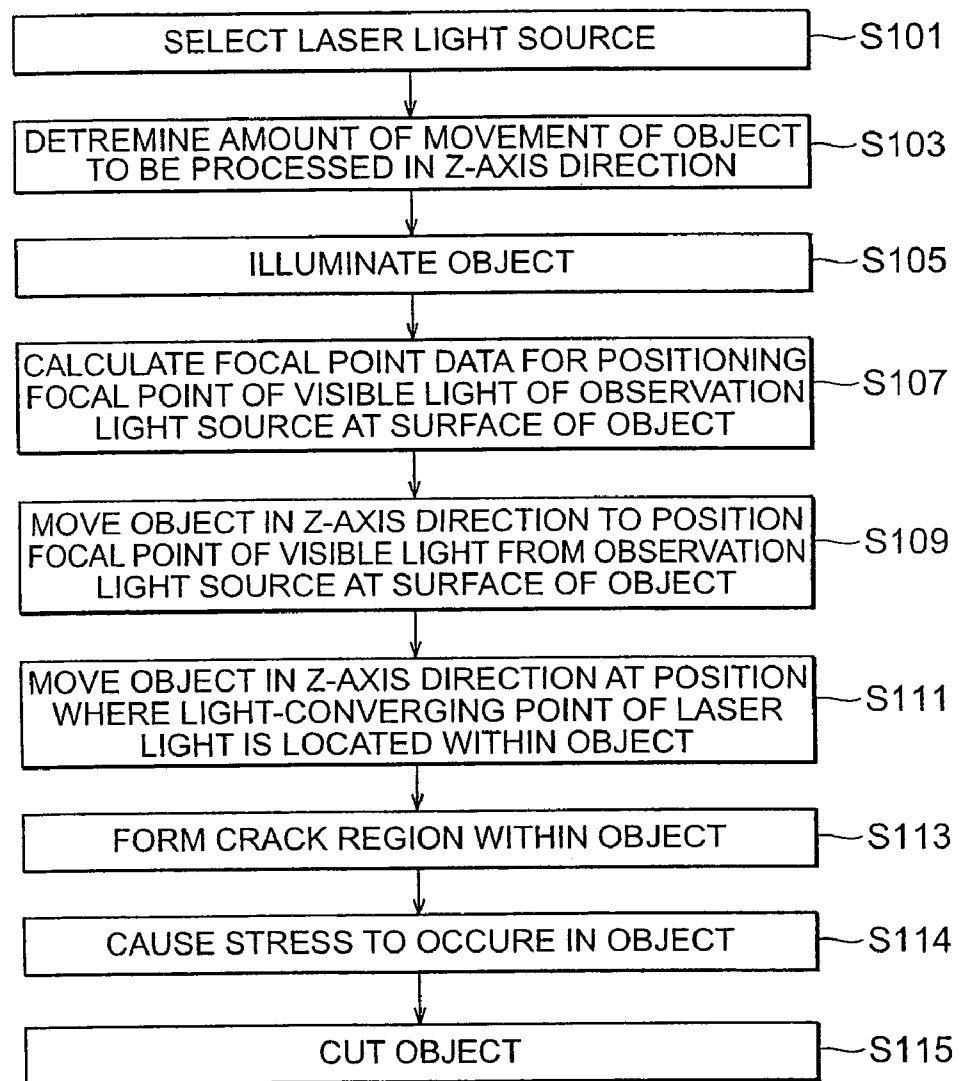 SELECT LASER LIGHT SOURCE
S101
DETREMINE AMOUNT OF MOVEMENT OF OBJECT
TO BE PROCESSED IN Z-AXIS DIRECTION
S103
ILLUMINATE OBJECT
S105
CALCULATE FOCAL POINT DATA FOR POSITIONING
FOCAL POINT OF VISIBLE LIGHT OF OBSERVATION
LIGHT SOURCE AT SURFACE OF OBJECT
S107
MOVE OBJECT IN Z-AXIS DIRECTION TO POSITION
FOCAL POINT OF VISIBLE LIGHT FROM OBSERVATION
LIGHT SOURCE AT SURFACE OF OBJECT
S109
MOVE OBJECT IN Z-AXIS DIRECTION AT POSITION
WHERE LIGHT-CONVERGING POINT OF LASER
LIGHT IS LOCATED WITHIN OBJECT
S111
FORM CRACK REGION WITHIN OBJECT
S113
CAUSE STRESS TO OCCURE IN OBJECT
S114
CUT OBJECT
S115